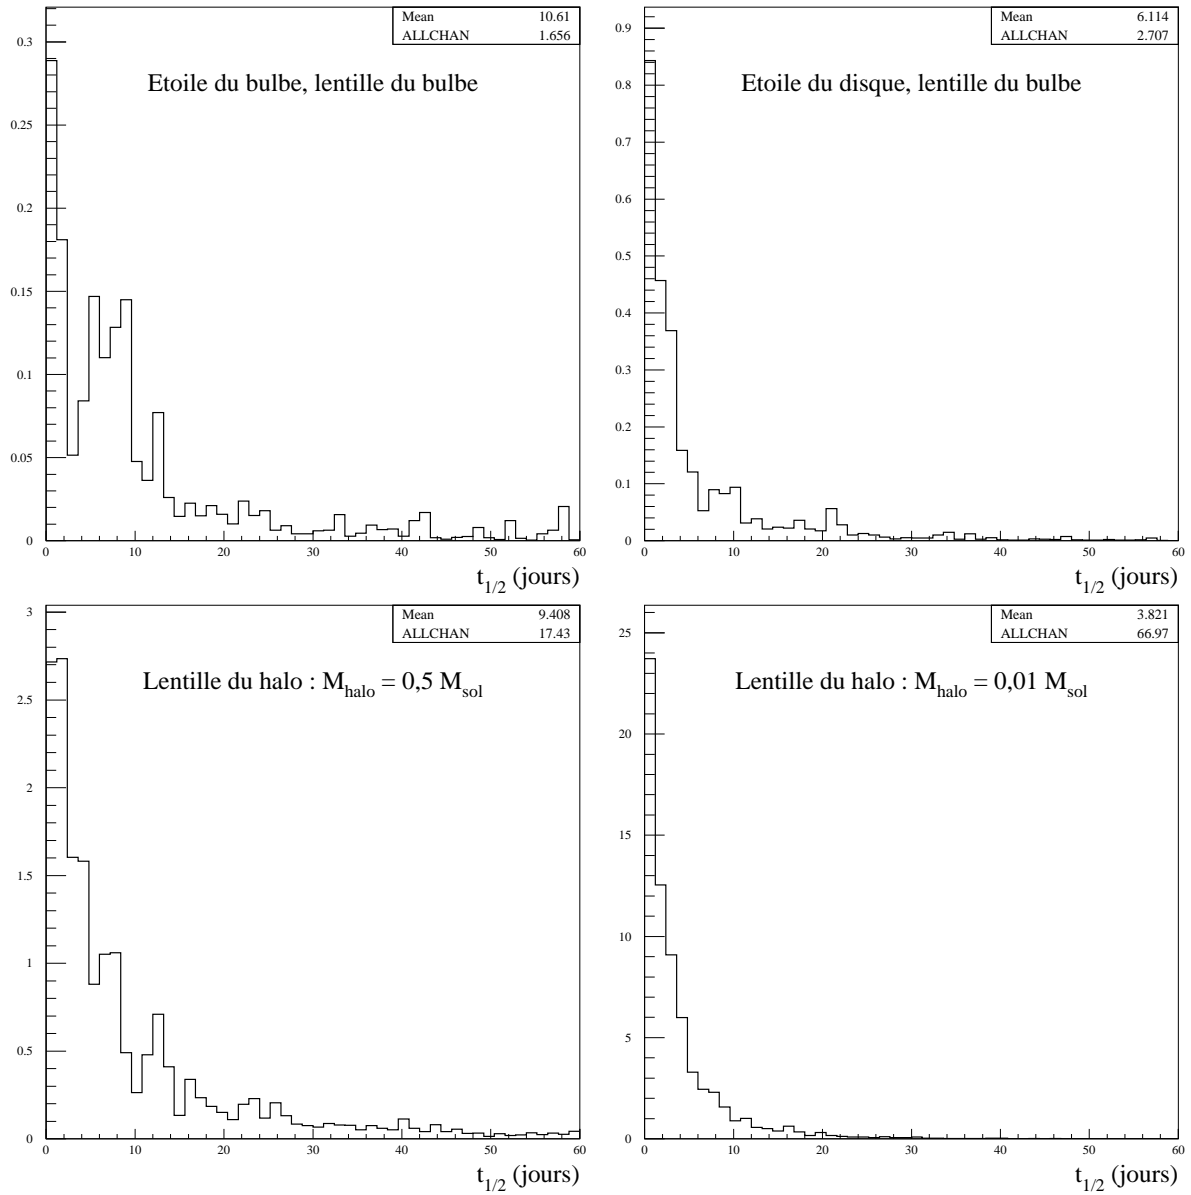 Mean 10.61
ALLCHAN 1.656
Etoile du bulbe, lentille du bulbe
0.3
0.25
0.2
0.15
0.1
0.05
0
0 10 20 30 40 50 60
t1/2 (jours)
Mean 6.114
ALLCHAN 2.707
Etoile du disque, lentille du bulbe
0.9
0.8
0.7
0.6
0.5
0.4
0.3
0.2
0.1
0
0 10 20 30 40 50 60
t1/2 (jours)
Mean 9.408
ALLCHAN 17.43
Lentille du halo : Mhalo = 0,5 Msol
3
2.5
2
1.5
1
0.5
0
0 10 20 30 40 50 60
t1/2 (jours)
Mean 3.821
ALLCHAN 66.97
Lentille du halo : Mhalo = 0,01 Msol
25
20
15
10
5
0
0 10 20 30 40 50 60
t1/2 (jours)